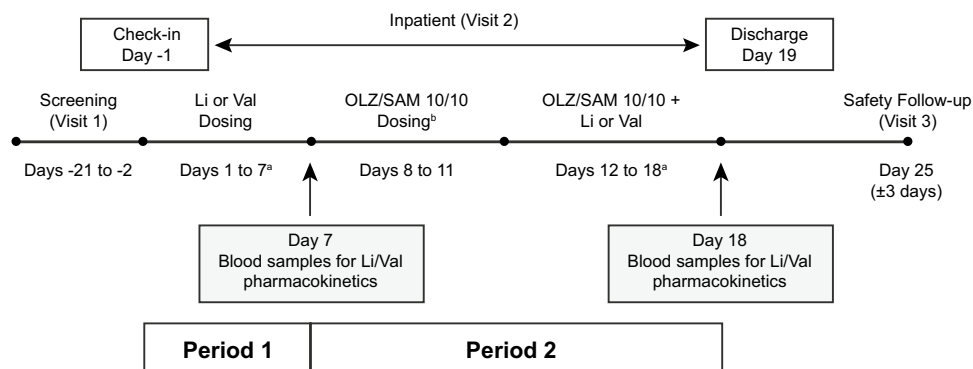 Inpatient (Visit 2)
Check-in
Day -1
Discharge
Day 19
Screening
(Visit 1)
Li or Val
Dosing
OLZ/SAM 10/10
Dosingᵇ
OLZ/SAM 10/10 +
Li or Val
Safety Follow-up
(Visit 3)
Days -21 to -2
Days 1 to 7ᵃ
Days 8 to 11
Days 12 to 18ᵃ
Day 25
(±3 days)
Day 7
Blood samples for Li/Val
pharmacokinetics
Day 18
Blood samples for Li/Val
pharmacokinetics
Period 1
Period 2